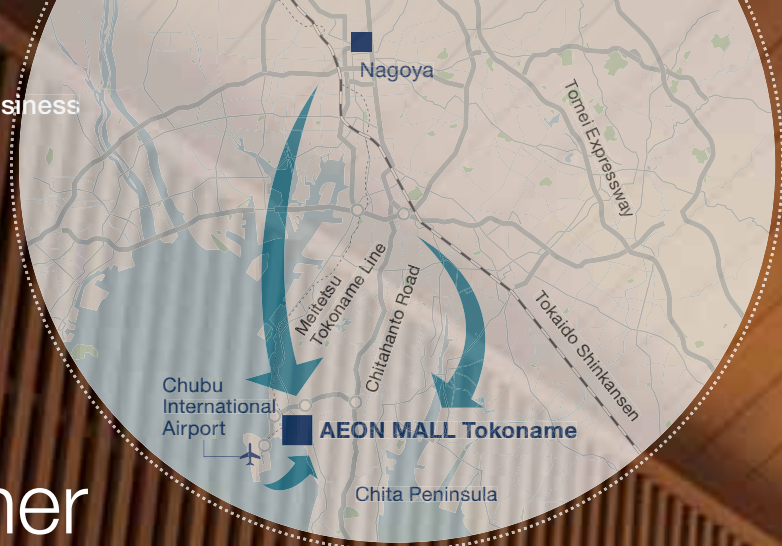 Nagoya
siness
Tomei Expressway
Meitetsu
Tokoname Line
Chitahanto Road
Tokaido Shinkansen
Chubu
International
Airport
AEON MALL Tokoname
Chita Peninsula
ner